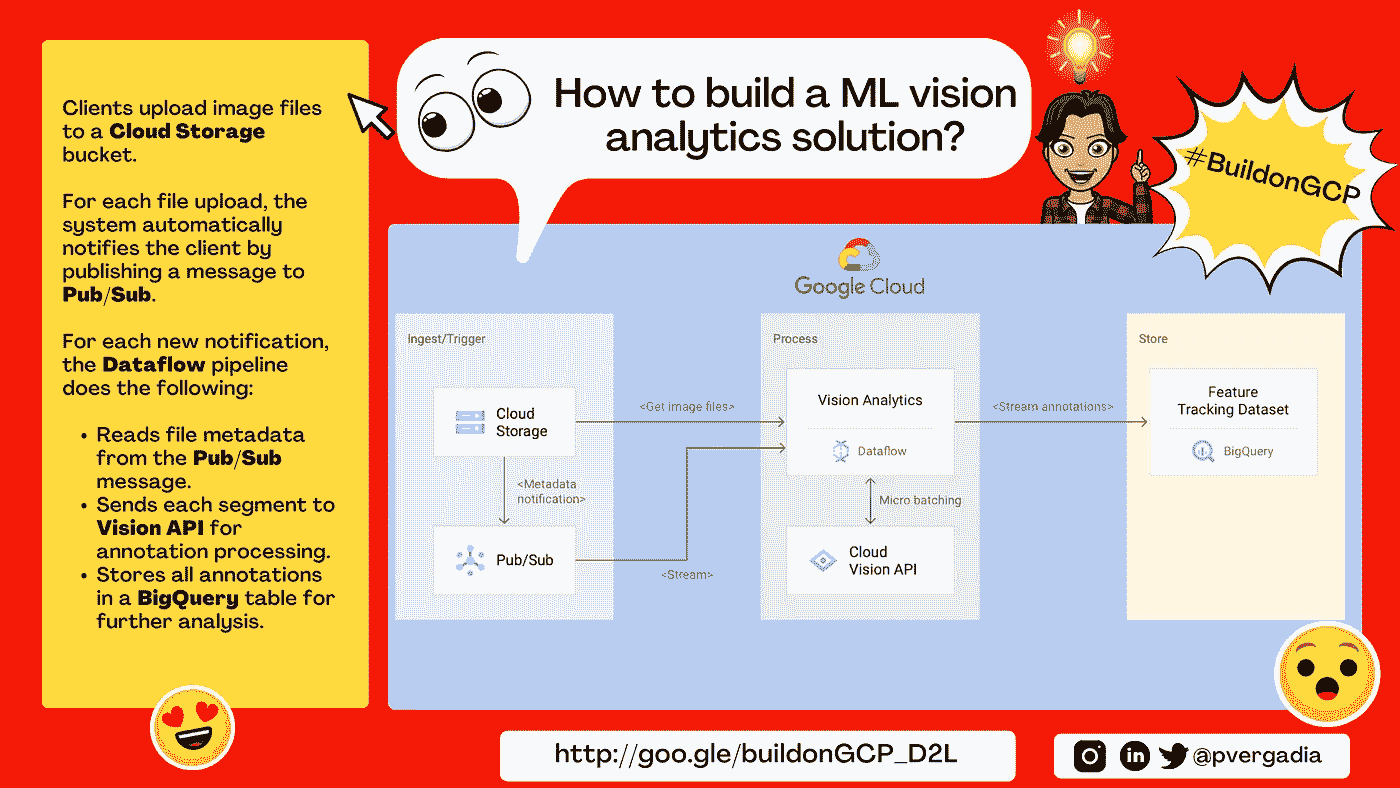 How to build a ML vision
analytics solution?
#BuildonGCP
Clients upload image files
to a Cloud Storage
bucket.
For each file upload, the
system automatically
notifies the client by
publishing a message to
Pub/Sub.
For each new notification,
the Dataflow pipeline
does the following:
• Reads file metadata
from the Pub/Sub
message.
• Sends each segment to
Vision API for
annotation processing.
• Stores all annotations
in a BigQuery table for
further analysis.
Google Cloud
Ingest/Trigger
Cloud
Storage
<Metadata
notification>
Pub/Sub
<Get image files>
<Stream>
Process
Vision Analytics
Dataflow
Micro batching
Cloud
Vision API
<Stream annotations>
Store
Feature
Tracking Dataset
BigQuery
http://goo.gle/buildonGCP_D2L
in
@pvergadia